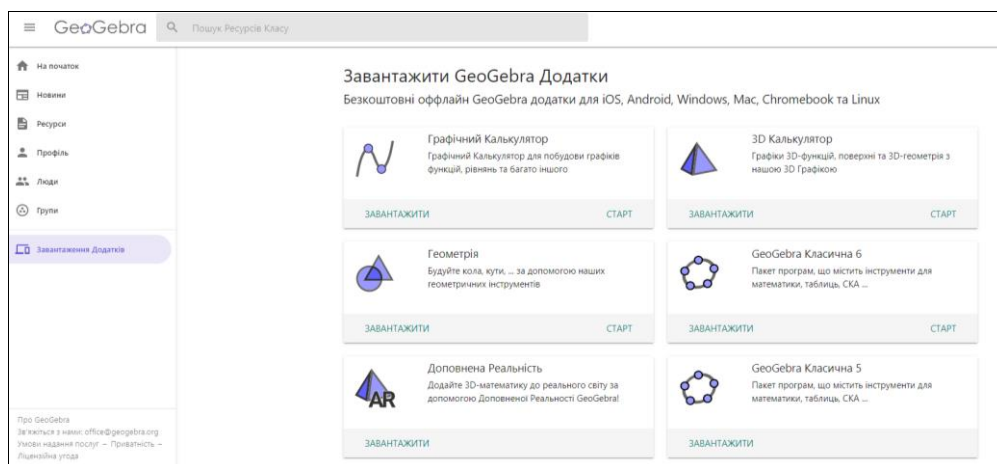 GeoGebra
Пошук Ресурсів Класу
На початок
Новини
Ресурси
Профіль
Люди
Групи
Завантаження Додатків
Про GeoGebra
Зв'яжіться з нами: office@geogebra.org
Умови надання послуг – Приватність –
Ліцензійна угода
Завантажити GeoGebra Додатки
Безкоштовні оффлайн GeoGebra додатки для iOS, Android, Windows, Mac, Chromebook та Linux
Графічний Калькулятор
Графічний Калькулятор для побудови графіків
функцій, рівнянь та багато іншого
ЗАВАНТАЖИТИ СТАРТ
3D Калькулятор
Графіки 3D-функцій, поверхні та 3D-геометрія з
нашою 3D Графікою
ЗАВАНТАЖИТИ СТАРТ
Геометрія
Будуйте кола, кути, ... за допомогою наших
геометричних інструментів
ЗАВАНТАЖИТИ СТАРТ
GeoGebra Класична 6
Пакет програм, що містить інструменти для
математики, таблиць, СКА ...
ЗАВАНТАЖИТИ СТАРТ
Доповнена Реальність
Додайте 3D-математику до реального світу за
допомогою Доповненої Реальності GeoGebra!
AR
ЗАВАНТАЖИТИ
GeoGebra Класична 5
Пакет програм, що містить інструменти для
математики, таблиць, СКА ...
ЗАВАНТАЖИТИ